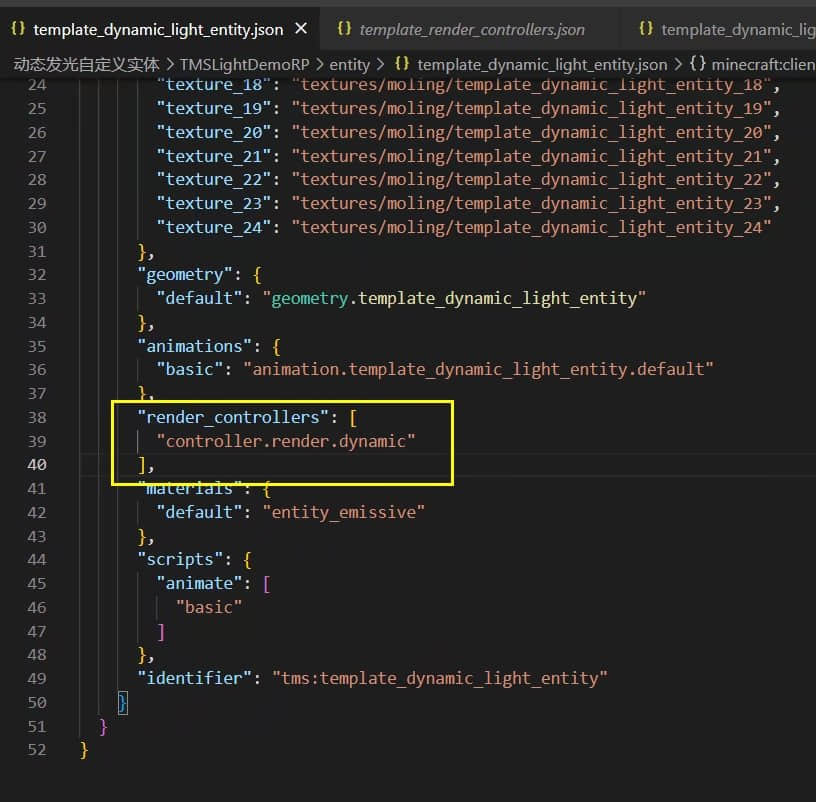 template_dynamic_light_entity.json
template_render_controllers.json
template_dynamic_lig
动态发光自定义实体 > TMSLightDemoRP > entity > {} template_dynamic_light_entity.json > {} minecraft:clien
24 "texture_18": "textures/moling/template_dynamic_light_entity_18",
25 "texture_19": "textures/moling/template_dynamic_light_entity_19",
26 "texture_20": "textures/moling/template_dynamic_light_entity_20",
27 "texture_21": "textures/moling/template_dynamic_light_entity_21",
28 "texture_22": "textures/moling/template_dynamic_light_entity_22",
29 "texture_23": "textures/moling/template_dynamic_light_entity_23",
30 "texture_24": "textures/moling/template_dynamic_light_entity_24"
31 },
32 "geometry": {
33 "default": "geometry.template_dynamic_light_entity"
34 },
35 "animations": {
36 "basic": "animation.template_dynamic_light_entity.default"
37 },
38 "render_controllers": [
39 "controller.render.dynamic"
40 ],
41 "materials": {
42 "default": "entity_emissive"
43 },
44 "scripts": {
45 "animate": [
46 "basic"
47 ]
48 },
49 "identifier": "tms:template_dynamic_light_entity"
50 }
51 }
52 }